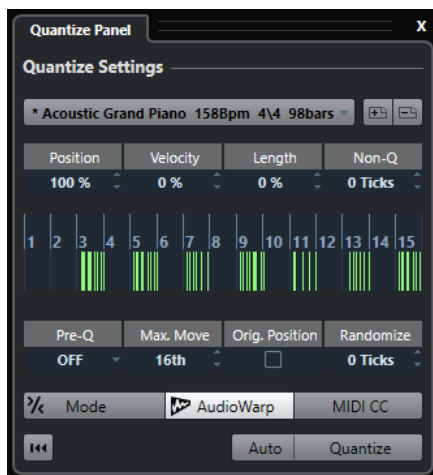 Quantize Panel X
Quantize Settings
* Acoustic Grand Piano 158Bpm 4\4 98bars
Position Velocity Length Non-Q
100 % 0 % 0 % 0 Ticks
1 2 3 4 5 6 7 8 9 10 11 12 13 14 15
Pre-Q Max. Move Orig. Position Randomize
OFF 16th 0 Ticks
Mode AudioWarp MIDI CC
Auto Quantize